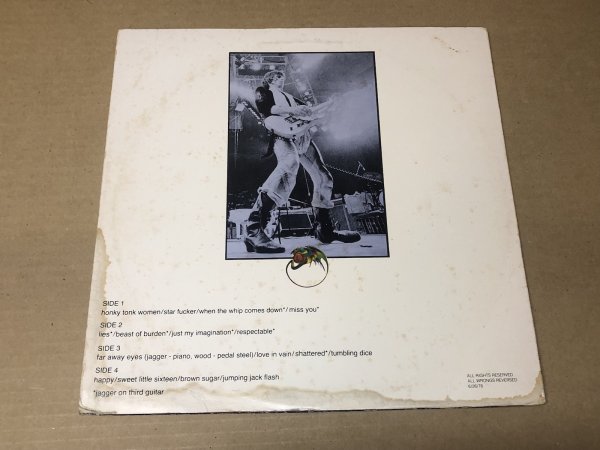 SIDE 1
honky tonk women/star fucker/when the whip comes down*/miss you*
SIDE 2
lies*/beast of burden*/just my imagination*/respectable*
SIDE 3
far away eyes (jagger - piano, wood - pedal steel)/love in vain/shattered*/tumbling dice
SIDE 4
happy/sweet little sixteen/brown sugar/jumping jack flash
*jagger on third guitar
ALL RIGHTS RESERVED
ALL WRONGS REVERSED